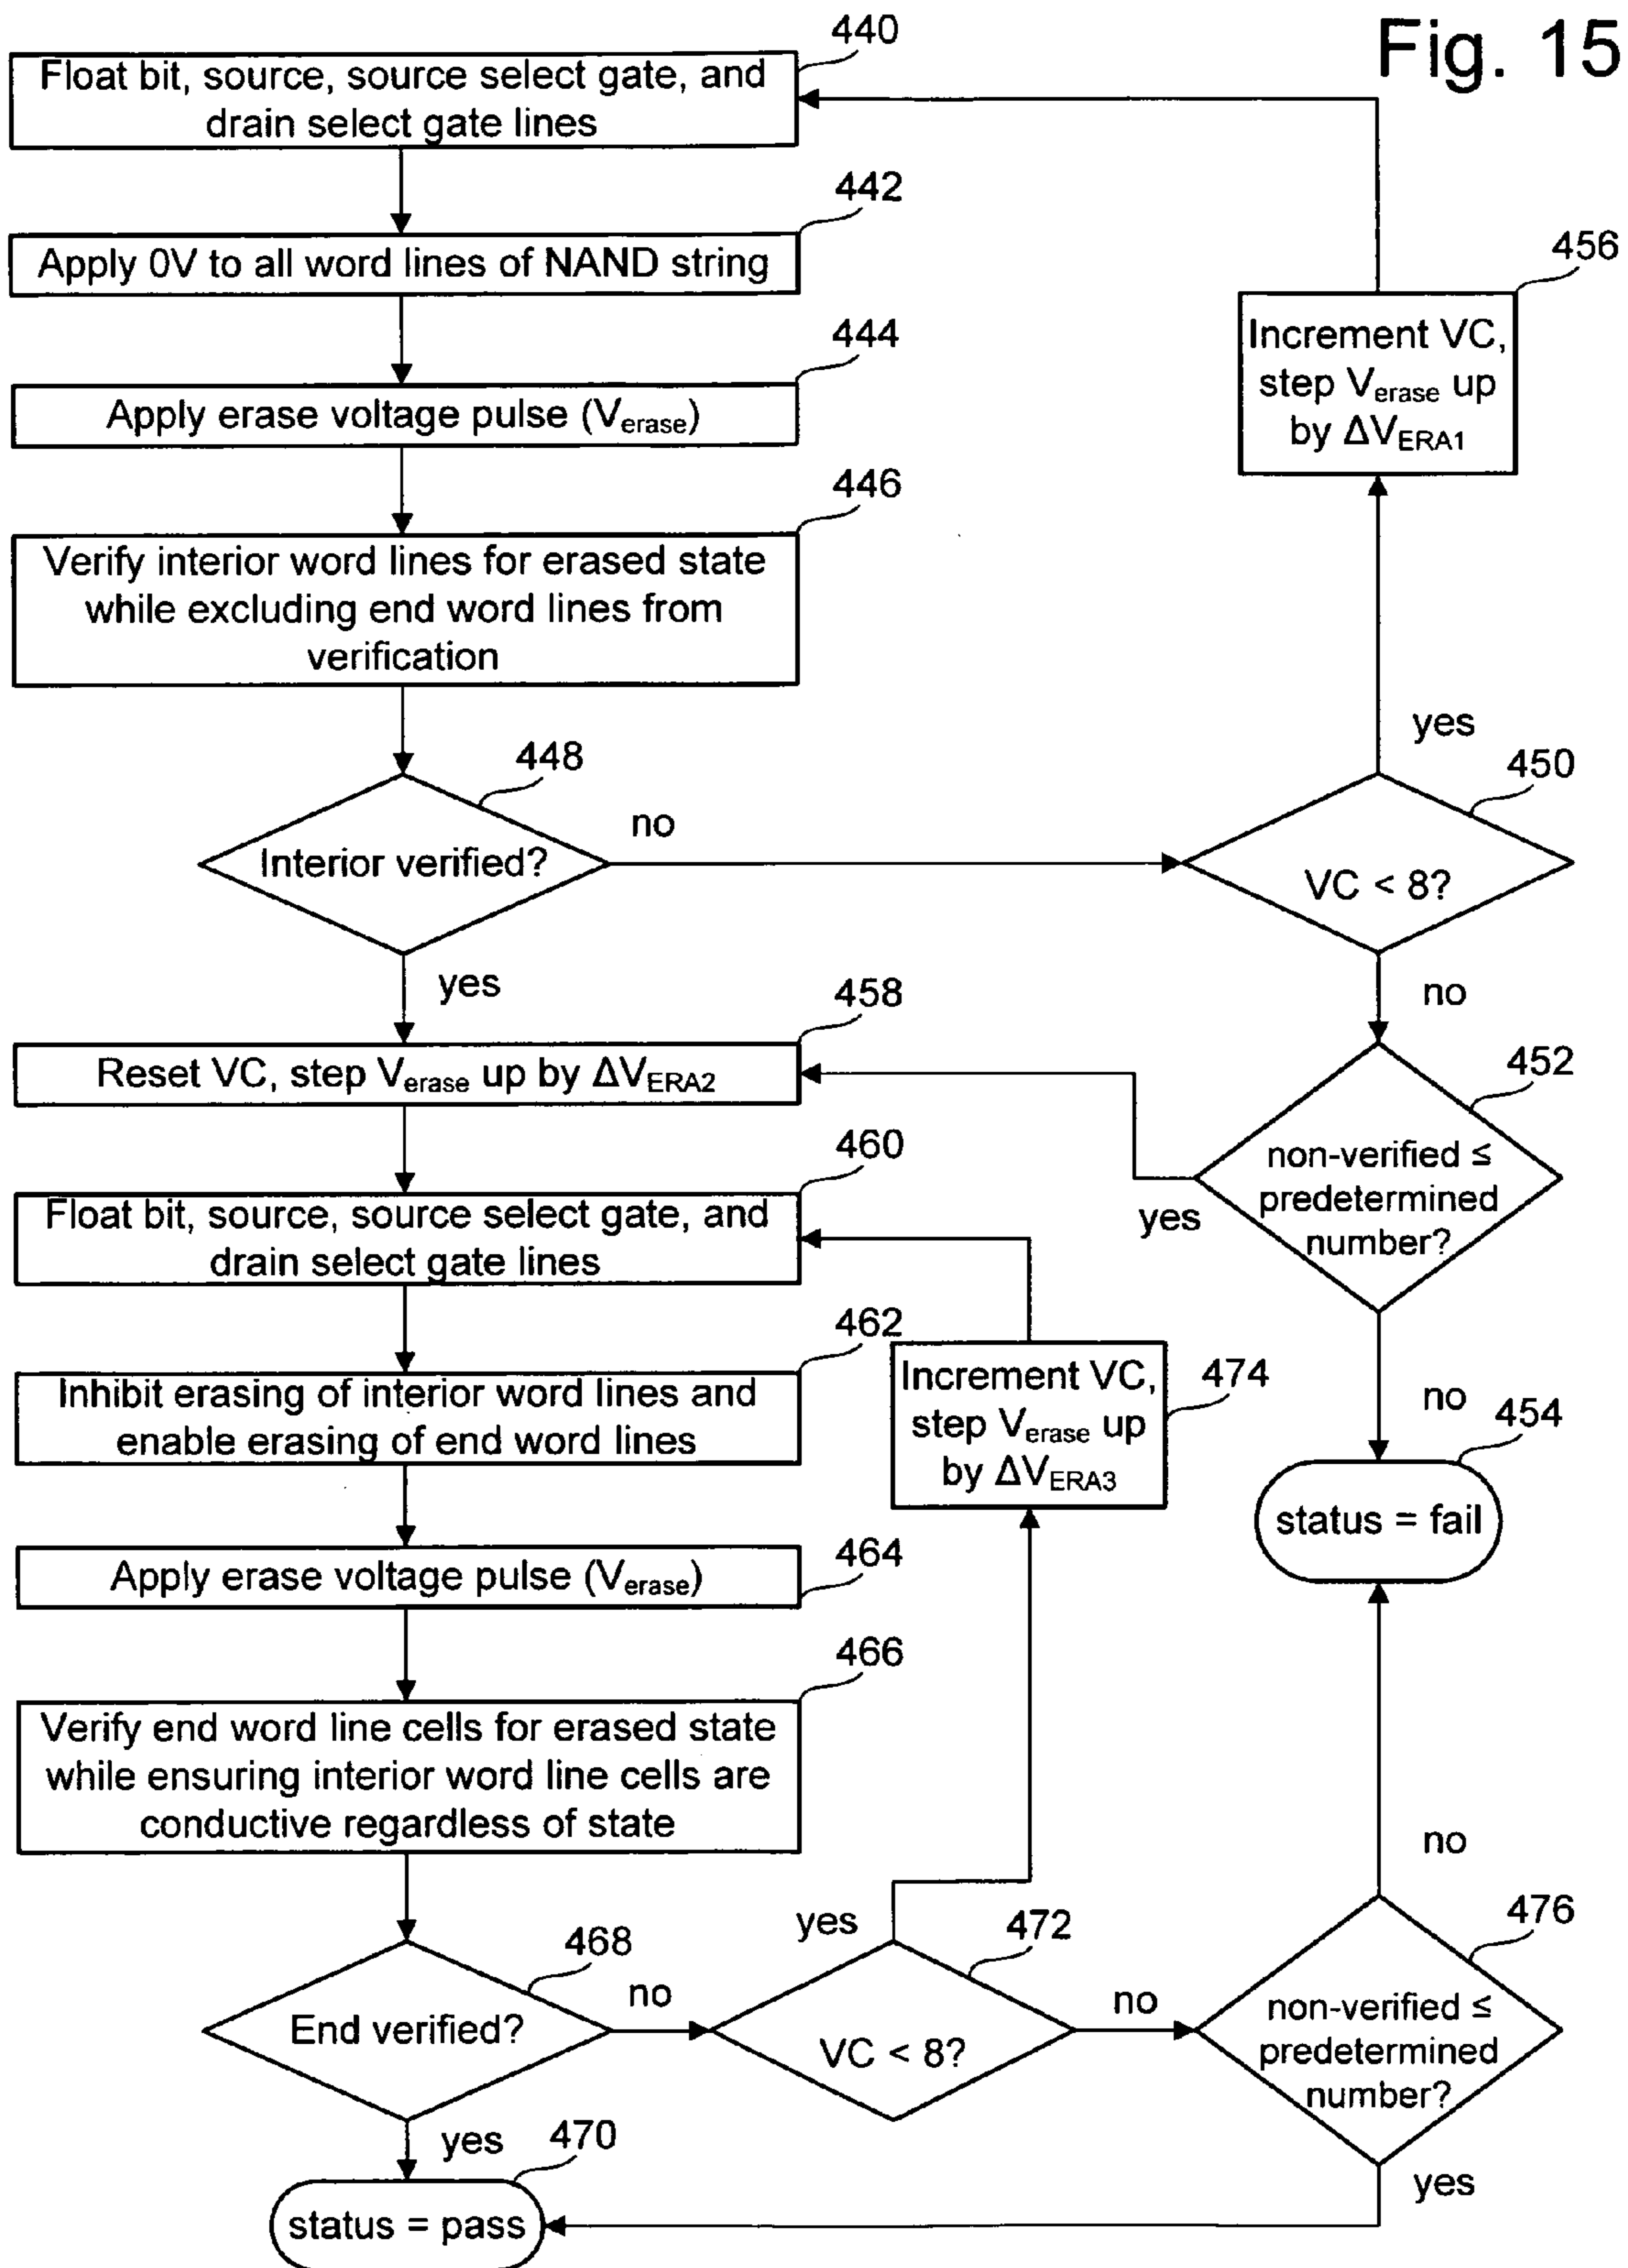 Fig. 15
440
Float bit, source, source select gate, and
drain select gate lines
442
Apply 0V to all word lines of NAND string
444
Apply erase voltage pulse (Verase)
446
Verify interior word lines for erased state
while excluding end word lines from
verification
448
Interior verified?
no
yes
450
VC < 8?
yes
no
456
Increment VC,
step Verase up
by ΔVERA1
452
non-verified ≤
predetermined
number?
yes
no
454
status = fail
458
Reset VC, step Verase up by ΔVERA2
460
Float bit, source, source select gate, and
drain select gate lines
462
Inhibit erasing of interior word lines and
enable erasing of end word lines
464
Apply erase voltage pulse (Verase)
466
Verify end word line cells for erased state
while ensuring interior word line cells are
conductive regardless of state
468
End verified?
no
yes
472
VC < 8?
yes
no
474
Increment VC,
step Verase up
by ΔVERA3
476
non-verified ≤
predetermined
number?
no
yes
470
status = pass